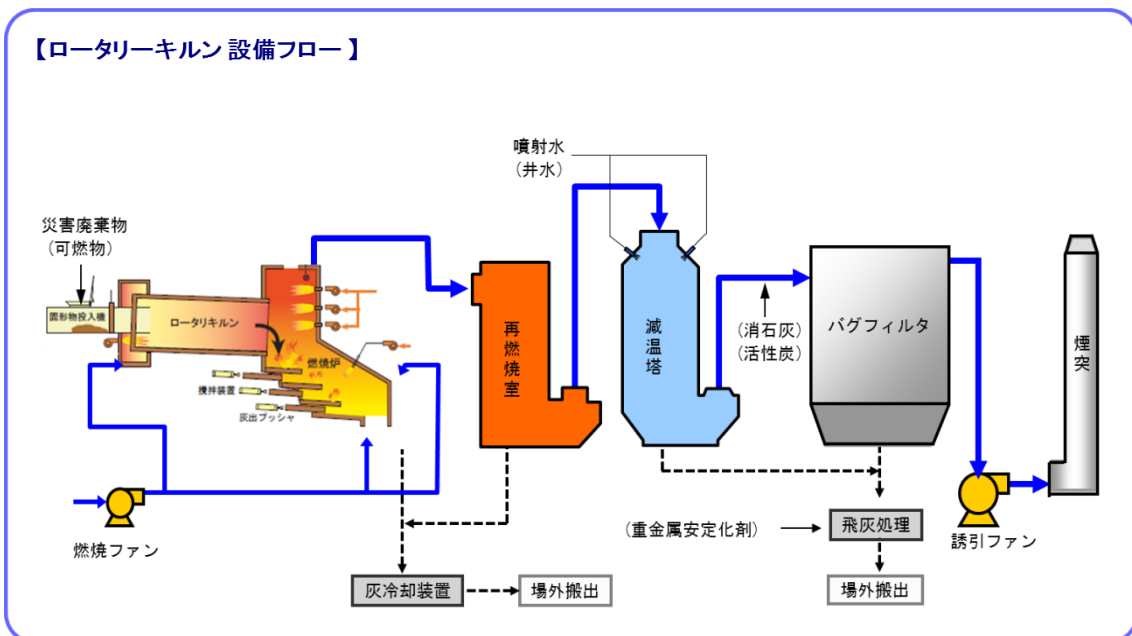 【ロータリーキルン 設備フロー】
噴射水
(井水)
災害廃棄物
(可燃物)
固形物投入機
ロータリキルン
燃焼炉
攪拌装置
灰出プッシャ
再燃焼室
減温塔
(消石灰)
(活性炭)
バグフィルタ
煙突
燃焼ファン
(重金属安定化剤)
飛灰処理
誘引ファン
灰冷却装置
場外搬出
場外搬出